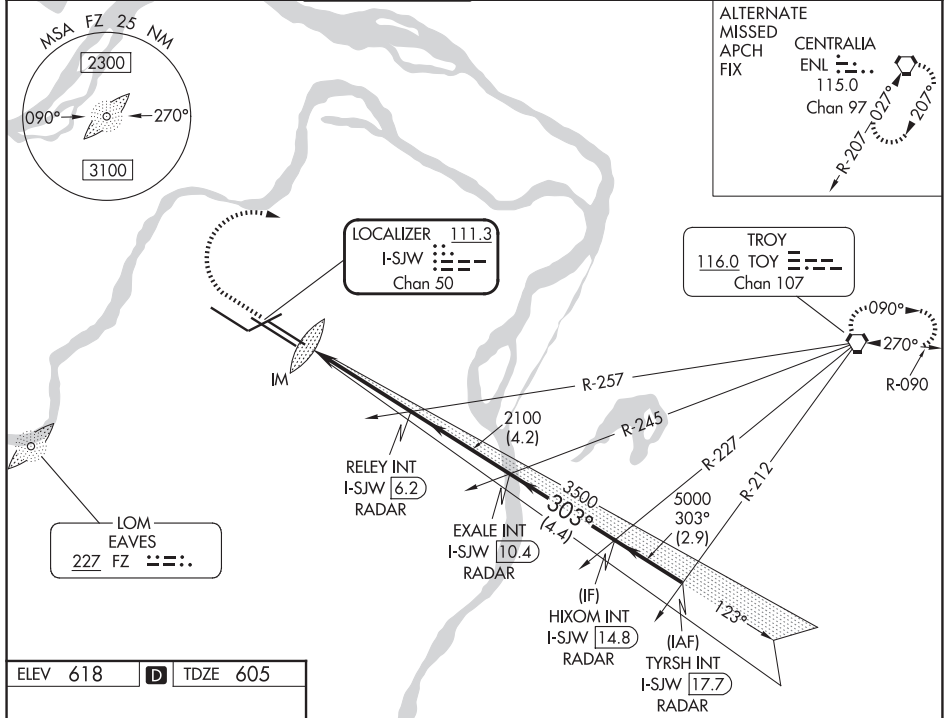 MSA FZ 25 NM
2300
090°
270°
3100
ALTERNATE
MISSED
APCH
FIX
CENTRALIA
ENL
115.0
Chan 97
R-207
027°
207°
LOCALIZER 111.3
I-SJW
Chan 50
TROY
116.0 TOY
Chan 107
090°
270°
R-090
IM
R-257
R-245
R-227
R-212
2100
(4.2)
RELEY INT
I-SJW 6.2
RADAR
3500
303°
(4.4)
5000
303°
(2.9)
EXALE INT
I-SJW 10.4
RADAR
(IF)
HIXOM INT
I-SJW 14.8
RADAR
123°
(IAF)
TYRSH INT
I-SJW 17.7
RADAR
LOM
EAVES
227 FZ
ELEV 618 D TDZE 605